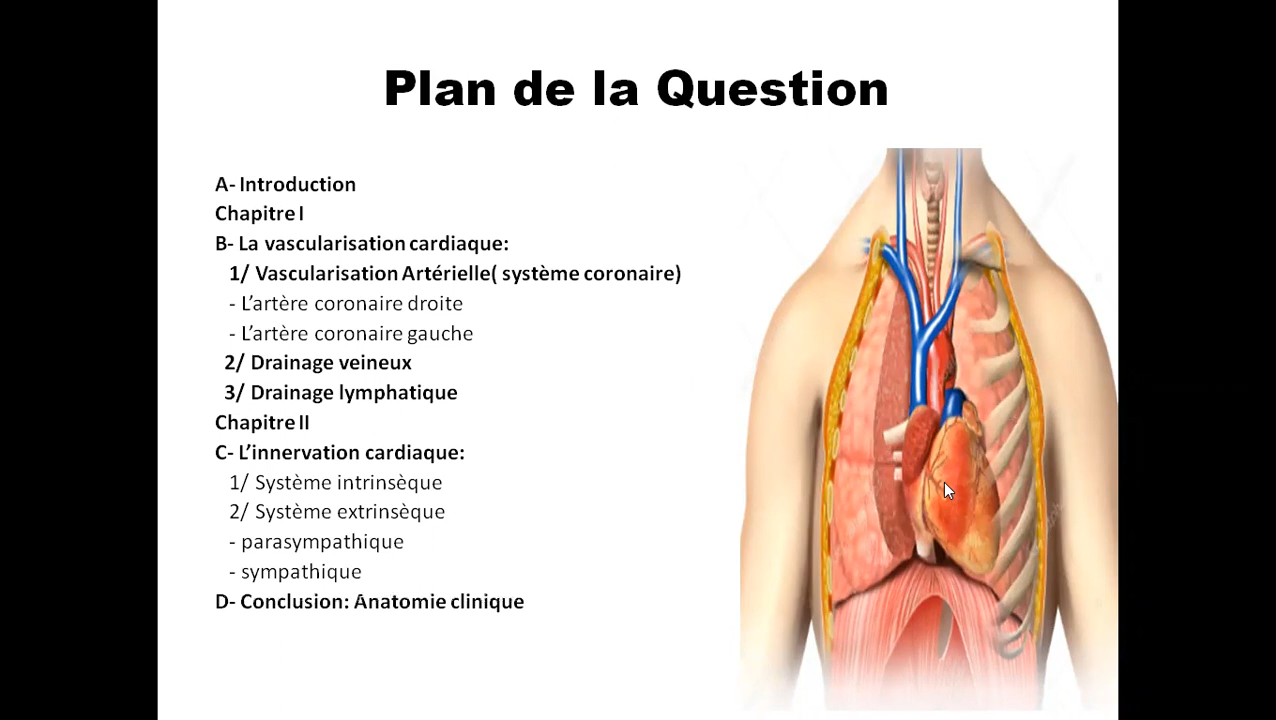 Plan de la Question
A- Introduction
Chapitre I
B- La vascularisation cardiaque:
1/ Vascularisation Artérielle( système coronaire)
- L’artère coronaire droite
- L’artère coronaire gauche
2/ Drainage veineux
3/ Drainage lymphatique
Chapitre II
C- L’innervation cardiaque:
1/ Système intrinsèque
2/ Système extrinsèque
- parasympathique
- sympathique
D- Conclusion: Anatomie clinique